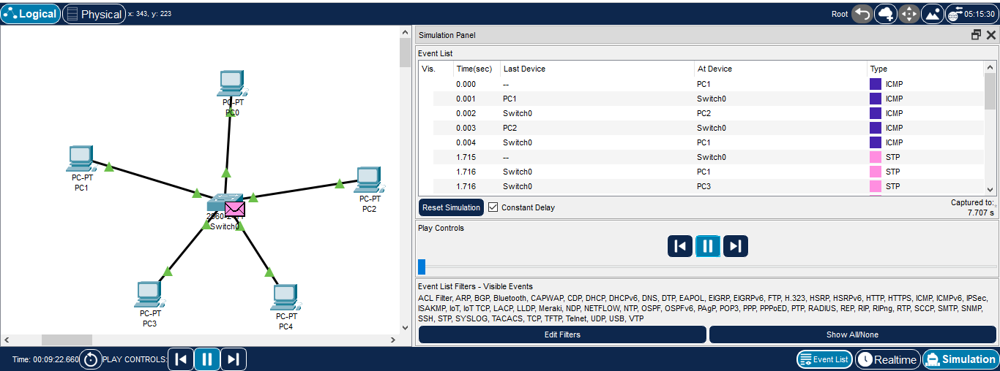 Logical Physical x: 343, y: 223 Root 05:15:30
PC-PT
PC0
PC-PT
PC1
PC-PT
PC2
Switch0
PC-PT
PC3
PC-PT
PC4
Simulation Panel
Event List
Vis. Time(sec) Last Device At Device Type
0.000 -- PC1 ICMP
0.001 PC1 Switch0 ICMP
0.002 Switch0 PC2 ICMP
0.003 PC2 Switch0 ICMP
0.004 Switch0 PC1 ICMP
1.715 -- Switch0 STP
1.716 Switch0 PC1 STP
1.716 Switch0 PC3 STP
Reset Simulation Constant Delay Captured to:
7.707 s
Play Controls
Event List Filters - Visible Events
ACL Filter, ARP, BGP, Bluetooth, CAPWAP, CDP, DHCP, DHCPv6, DNS, DTP, EAPOL, EIGRP, EIGRPv6, FTP, H.323, HSRP, HSRPv6, HTTP, HTTPS, ICMP, ICMPv6, IPSec,
ISAKMP, IoT, IoT TCP, LACP, LLDP, Meraki, NDP, NETFLOW, NTP, OSPF, OSPFv6, PAgP, POP3, PPP, PPPoED, PTP, RADIUS, REP, RIP, RIPng, RTP, SCCP, SMTP, SNMP,
SSH, STP, SYSLOG, TACACS, TCP, TFTP, Telnet, UDP, USB, VTP
Edit Filters Show All/None
Time: 00:09:22.660 PLAY CONTROLS: Event List Realtime Simulation